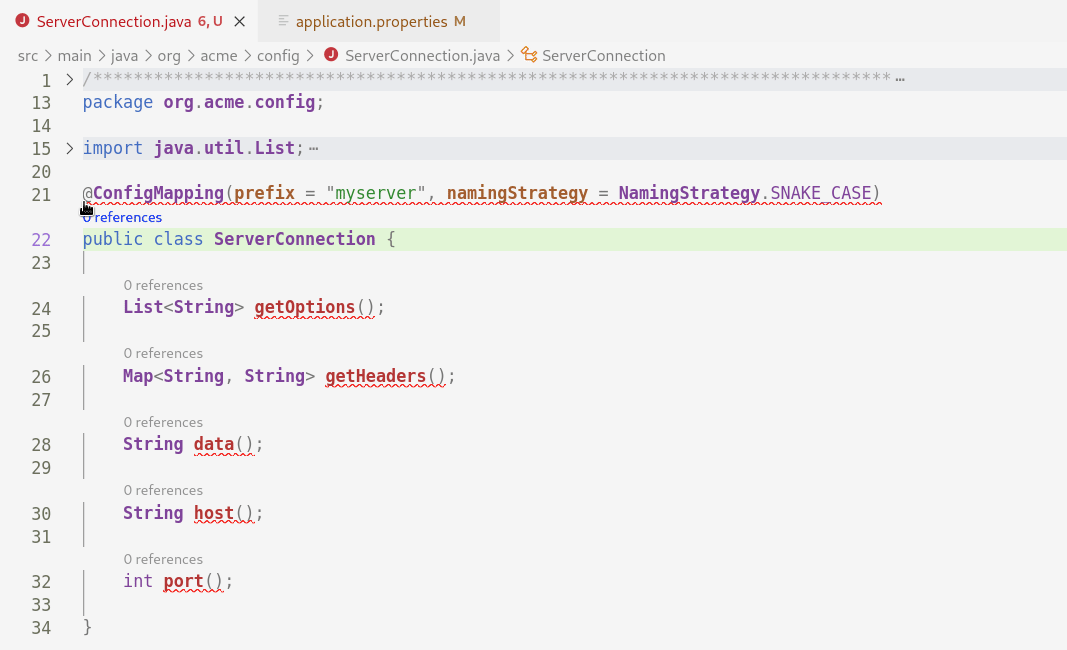 ServerConnection.java 6, U application.properties M
src > main > java > org > acme > config > ServerConnection.java > ServerConnection
1 /******************************************************************************* …
13 package org.acme.config;
14
15 import java.util.List; …
20
21 @ConfigMapping(prefix = "myserver", namingStrategy = NamingStrategy.SNAKE_CASE)
0 references
22 public class ServerConnection {
23
0 references
24 List<String> getOptions();
25
0 references
26 Map<String, String> getHeaders();
27
0 references
28 String data();
29
0 references
30 String host();
31
0 references
32 int port();
33
34 }